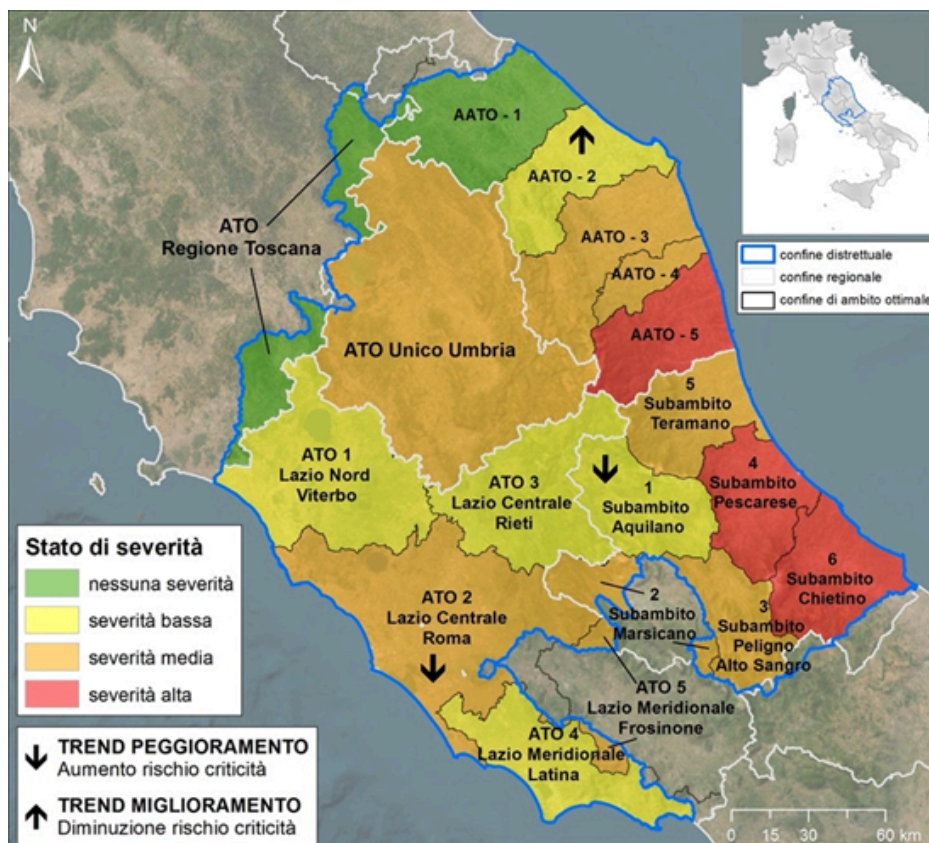 N
AATO - 1
AATO - 2
ATO
Regione Toscana
AATO - 3
AATO - 4
confine distrettuale
confine regionale
confine di ambito ottimale
AATO - 5
ATO Unico Umbria
5
Subambito
Teramano
ATO 1
Lazio Nord
Viterbo
ATO 3
Lazio Centrale
Rieti
1
Subambito
Aquilano
4
Subambito
Pescarese
6
Subambito
Chietino
Stato di severità
nessuna severità
severità bassa
severità media
severità alta
ATO 2
Lazio Centrale
Roma
2
Subambito
Marsicano
3
Subambito
Peligno
Alto Sangro
ATO 5
Lazio Meridionale
Frosinone
ATO 4
Lazio Meridionale
Latina
TREND PEGGIORAMENTO
Aumento rischio criticità
TREND MIGLIORAMENTO
Diminuzione rischio criticità
0 15 30 60 km